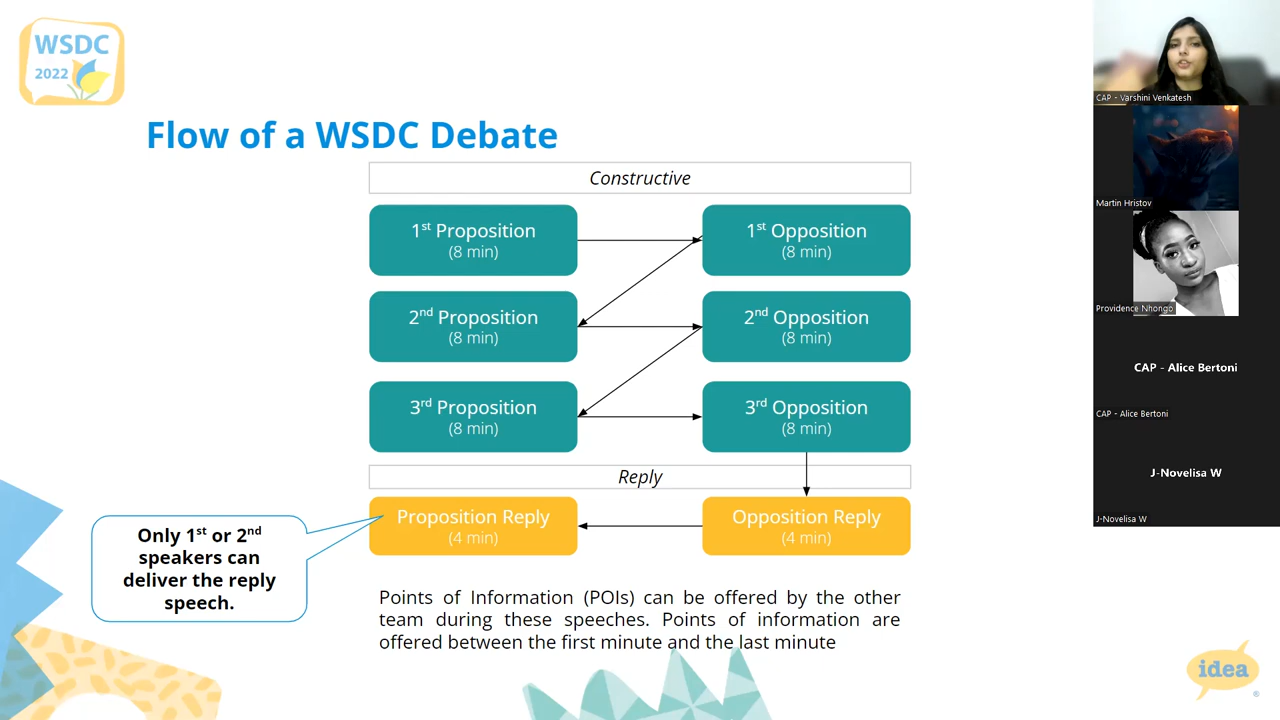 WSDC
2022
Flow of a WSDC Debate
Constructive
1st Proposition
(8 min)
1st Opposition
(8 min)
2nd Proposition
(8 min)
2nd Opposition
(8 min)
3rd Proposition
(8 min)
3rd Opposition
(8 min)
Reply
Proposition Reply
(4 min)
Opposition Reply
(4 min)
Only 1st or 2nd
speakers can
deliver the reply
speech.
Points of Information (POIs) can be offered by the other
team during these speeches. Points of information are
offered between the first minute and the last minute
idea
®
CAP - Varshini Venkatesh
Martin Hristov
Providence Nhongo
CAP - Alice Bertoni
CAP - Alice Bertoni
J-Novelisa W
J-Novelisa W